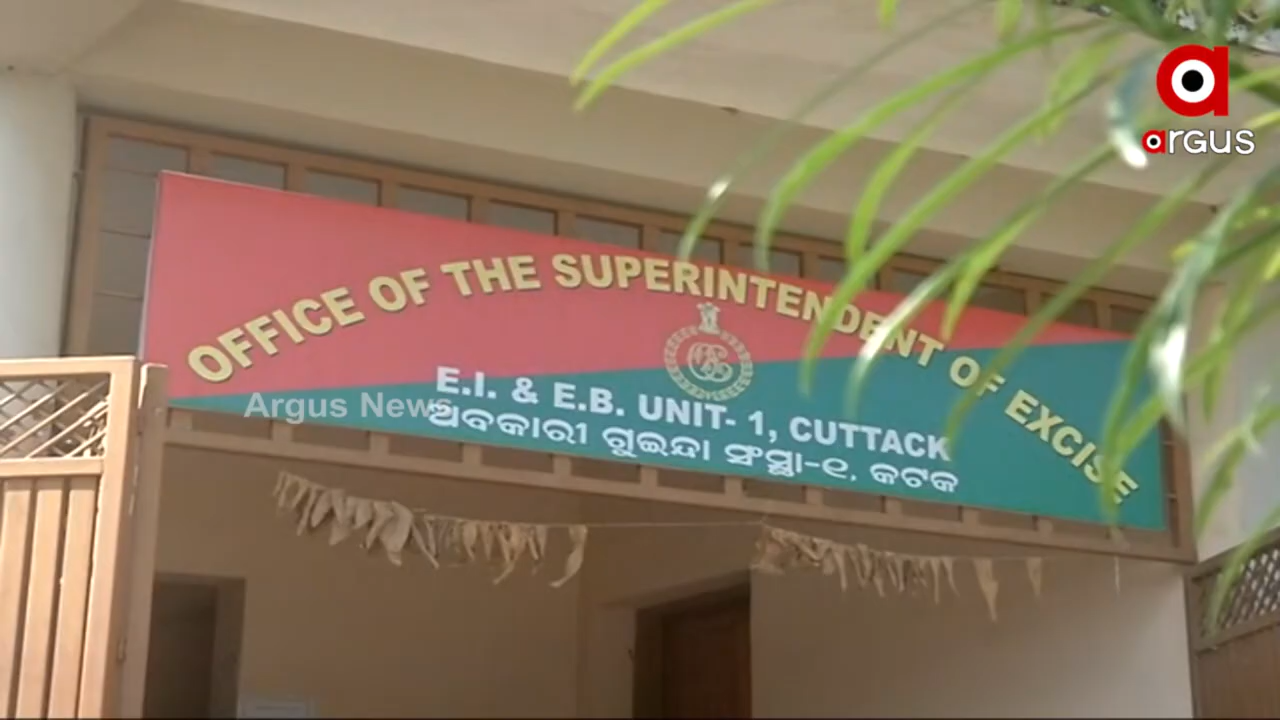 argus
OFFICE OF THE SUPERINTENDENT OF EXCISE
E.I. & E.B. UNIT- 1, CUTTACK
Argus News
ଅବକାରୀ ଗୁଇନ୍ଦା ସଂସ୍ଥା-୧, କଟକ